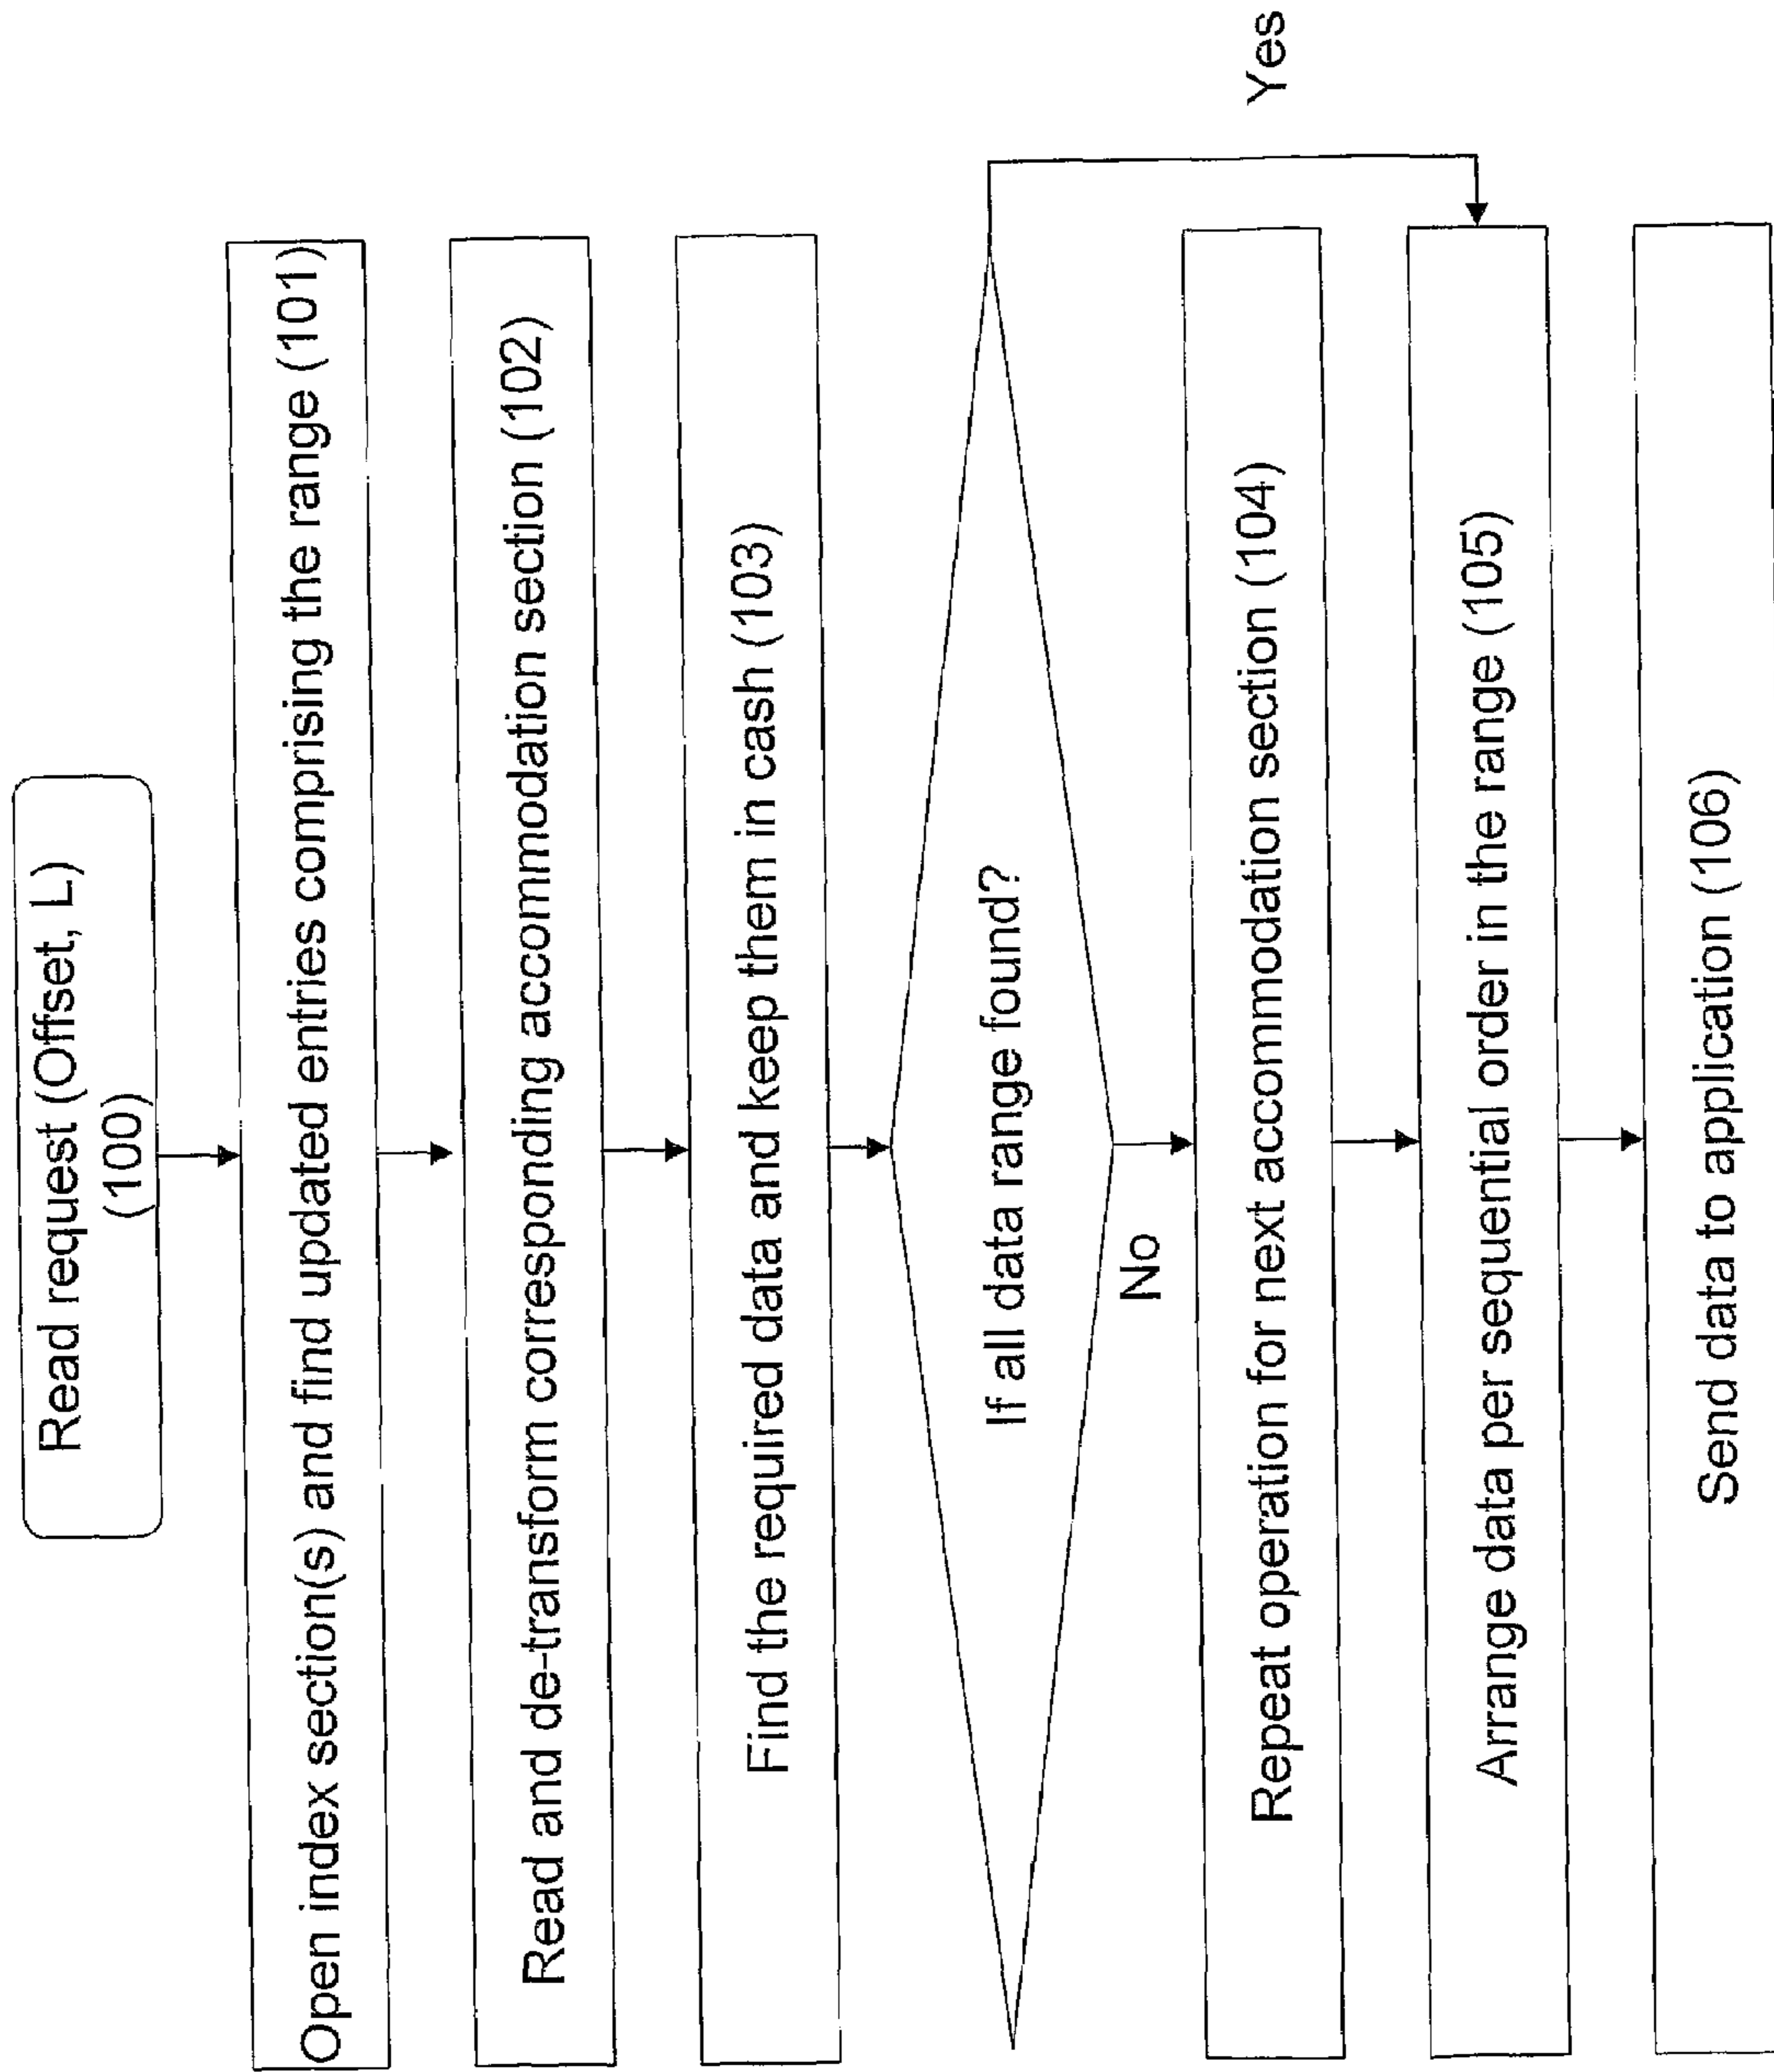 Read request (Offset, L)
(100)
Open index section(s) and find updated entries comprising the range (101)
Read and de-transform corresponding accommodation section (102)
Find the required data and keep them in cash (103)
If all data range found?
No
Yes
Repeat operation for next accommodation section (104)
Arrange data per sequential order in the range (105)
Send data to application (106)